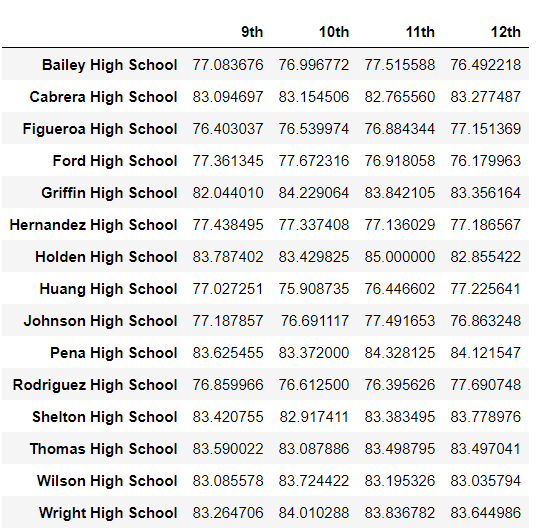 9th 10th 11th 12th
Bailey High School 77.083676 76.996772 77.515588 76.492218
Cabrera High School 83.094697 83.154506 82.765560 83.277487
Figueroa High School 76.403037 76.539974 76.884344 77.151369
Ford High School 77.361345 77.672316 76.918058 76.179963
Griffin High School 82.044010 84.229064 83.842105 83.356164
Hernandez High School 77.438495 77.337408 77.136029 77.186567
Holden High School 83.787402 83.429825 85.000000 82.855422
Huang High School 77.027251 75.908735 76.446602 77.225641
Johnson High School 77.187857 76.691117 77.491653 76.863248
Pena High School 83.625455 83.372000 84.328125 84.121547
Rodriguez High School 76.859966 76.612500 76.395626 77.690748
Shelton High School 83.420755 82.917411 83.383495 83.778976
Thomas High School 83.590022 83.087886 83.498795 83.497041
Wilson High School 83.085578 83.724422 83.195326 83.035794
Wright High School 83.264706 84.010288 83.836782 83.644986